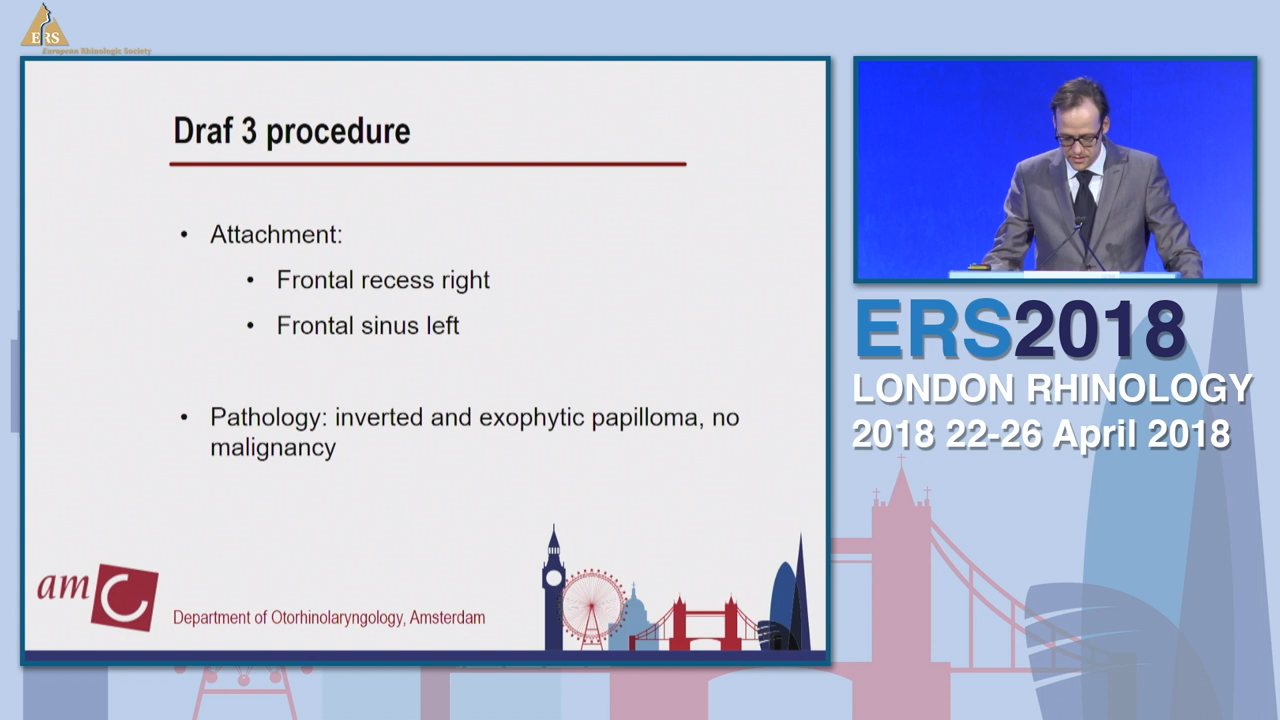 ERS
European Rhinologic Society
Draf 3 procedure
• Attachment:
• Frontal recess right
• Frontal sinus left
• Pathology: inverted and exophytic papilloma, no
malignancy
amC
Department of Otorhinolaryngology, Amsterdam
ERS2018
LONDON RHINOLOGY
2018 22-26 April 2018